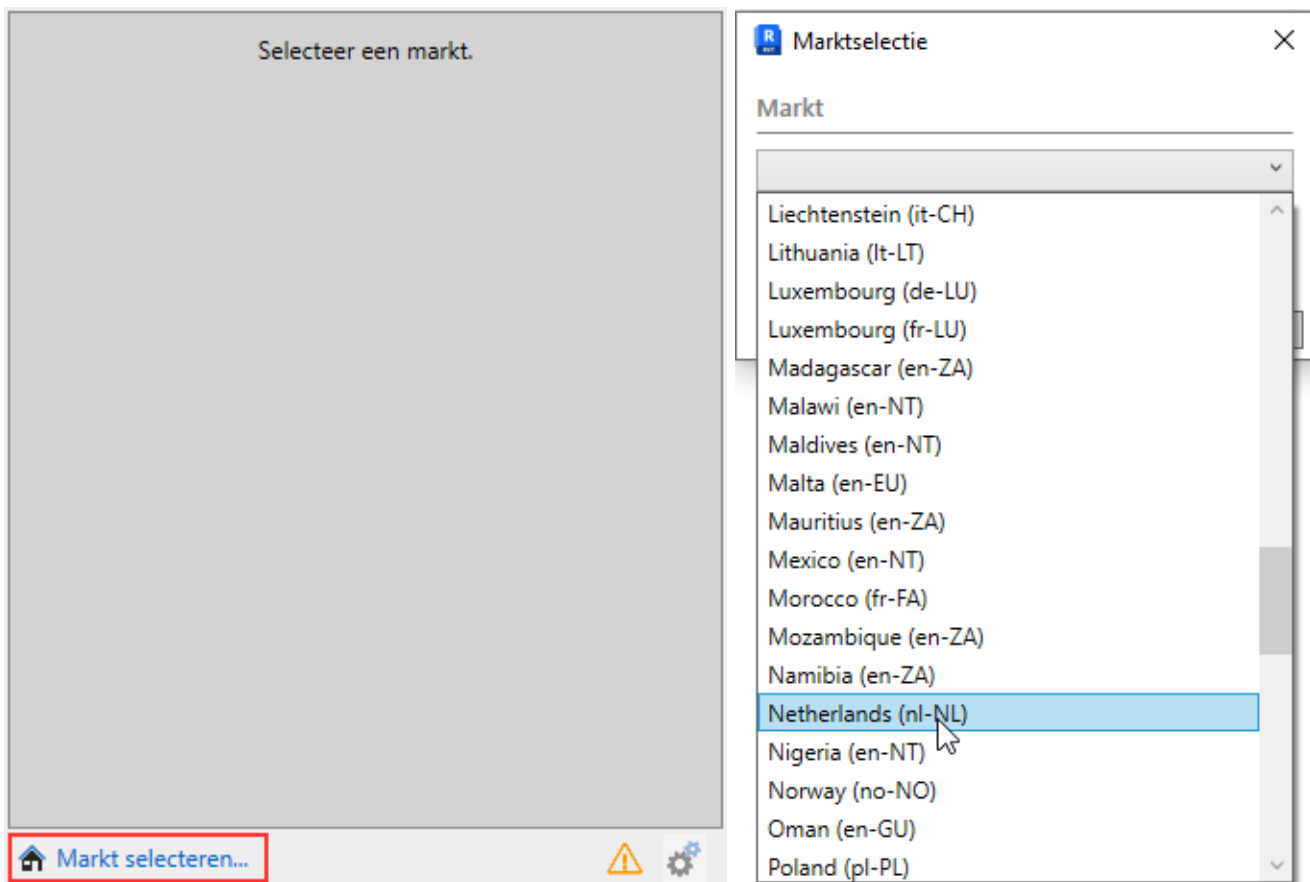 Selecteer een markt.
Markt selecteren...
R
RVT
Marktselectie
Markt
Liechtenstein (it-CH)
Lithuania (lt-LT)
Luxembourg (de-LU)
Luxembourg (fr-LU)
Madagascar (en-ZA)
Malawi (en-NT)
Maldives (en-NT)
Malta (en-EU)
Mauritius (en-ZA)
Mexico (en-NT)
Morocco (fr-FA)
Mozambique (en-ZA)
Namibia (en-ZA)
Netherlands (nl-NL)
Nigeria (en-NT)
Norway (no-NO)
Oman (en-GU)
Poland (pl-PL)